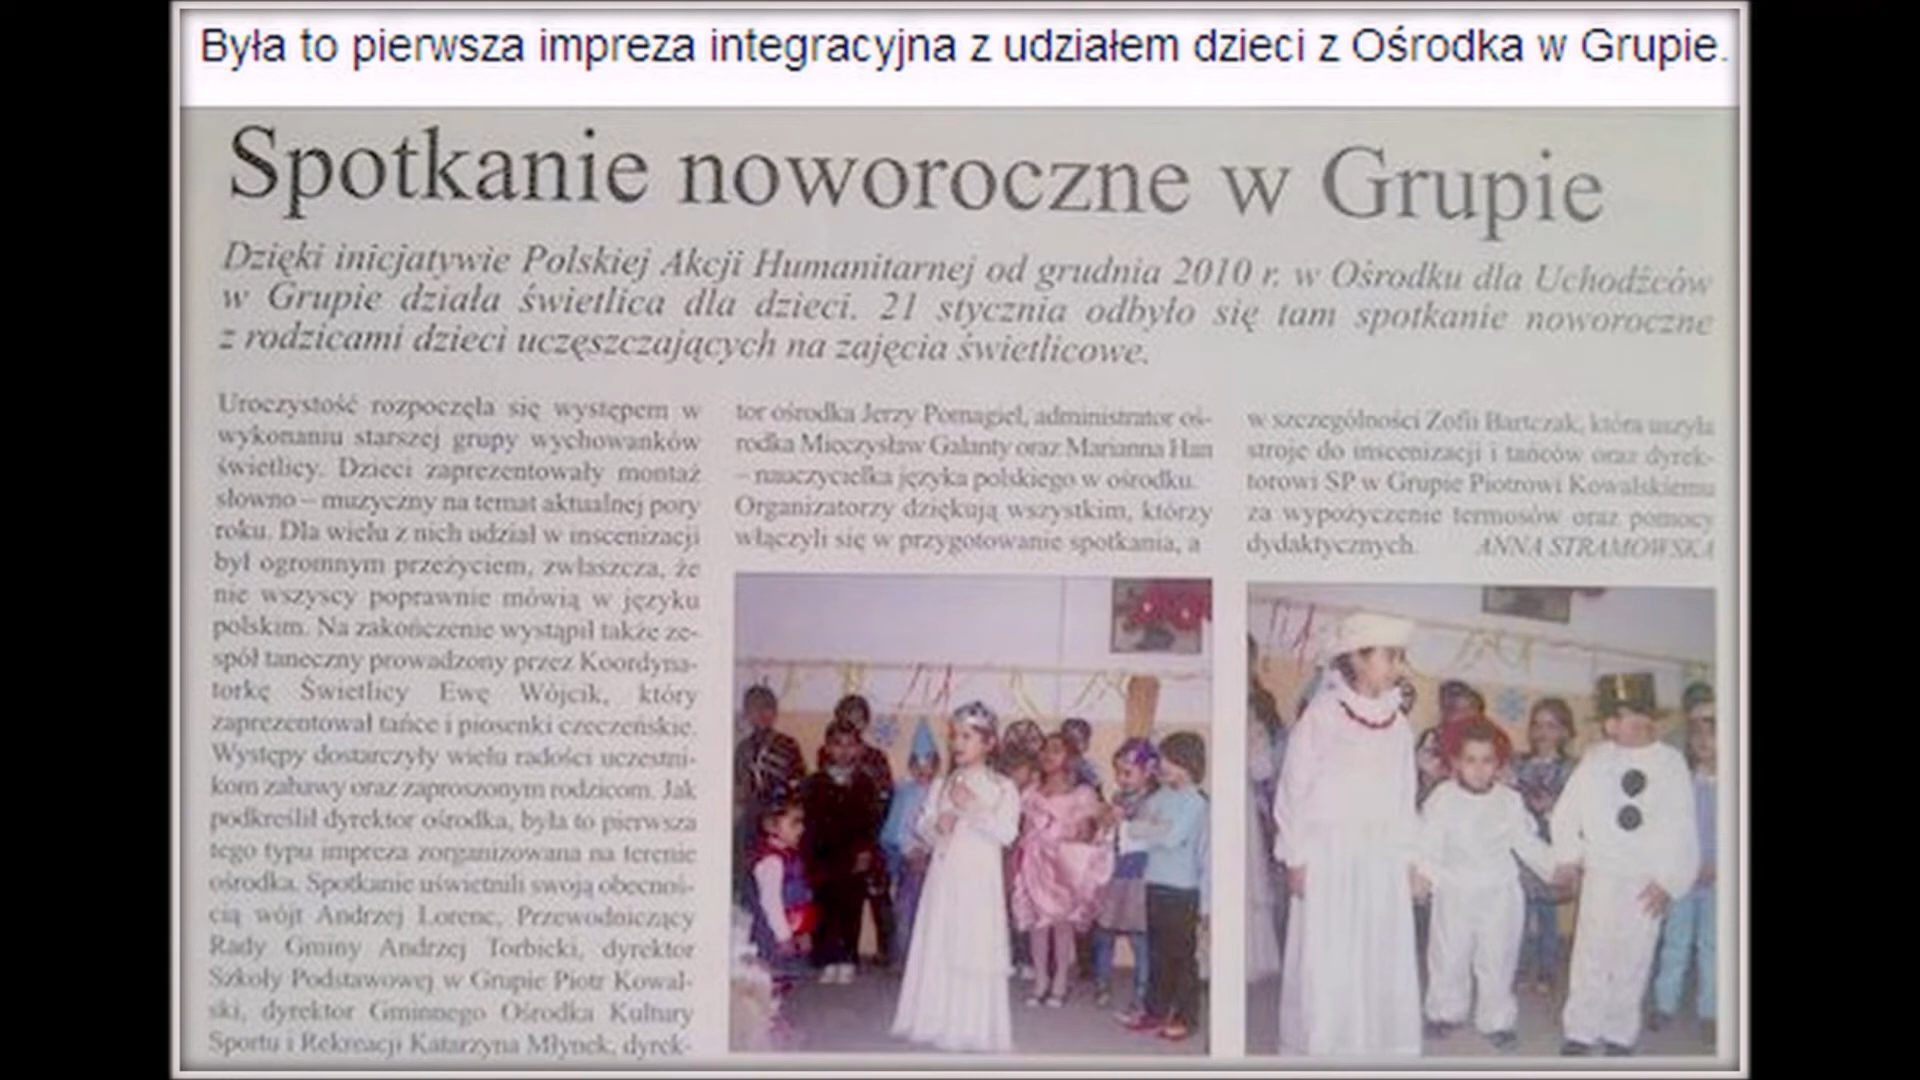 Była to pierwsza impreza integracyjna z udziałem dzieci z Ośrodka w Grupie.
Spotkanie noworoczne w Grupie
Dzięki inicjatywie Polskiej Akcji Humanitarnej od grudnia 2010 r. w Ośrodku dla Uchodźców
w Grupie działa świetlica dla dzieci. 21 stycznia odbyło się tam spotkanie noworoczne
z rodzicami dzieci uczęszczających na zajęcia świetlicowe.
Uroczystość rozpoczęła się występem w
wykonaniu starszej grupy wychowanków
świetlicy. Dzieci zaprezentowały montaż
słowno – muzyczny na temat aktualnej pory
roku. Dla wielu z nich udział w inscenizacji
był ogromnym przeżyciem, zwłaszcza, że
nie wszyscy poprawnie mówią w języku
polskim. Na zakończenie wystąpił także ze-
spół taneczny prowadzony przez Koordyna-
torkę Świetlicy Ewę Wójcik, który
zaprezentował tańce i piosenki czeczeńskie.
Występy dostarczyły wielu radości uczestni-
kom zabawy oraz zaproszonym rodzicom. Jak
podkreślił dyrektor ośrodka, była to pierwsza
tego typu impreza zorganizowana na terenie
ośrodka. Spotkanie uświetnili swoją obecnoś-
cią wójt Andrzej Lorenc, Przewodniczący
Rady Gminy Andrzej Torbicki, dyrektor
Szkoły Podstawowej w Grupie Piotr Kowal-
ski, dyrektor Gminnego Ośrodka Kultury
Sportu i Rekreacji Katarzyna Młynek, dyrek-
tor ośrodka Jerzy Pomagiel, administrator oś-
rodka Mieczysław Galanty oraz Marianna Han
– nauczycielka języka polskiego w ośrodku.
Organizatorzy dziękują wszystkim, którzy
włączyli się w przygotowanie spotkania, a
w szczególności Zofii Bartczak, która uszyła
stroje do inscenizacji i tańców oraz dyrek-
torowi SP w Grupie Piotrowi Kowalskiemu
za wypożyczenie termosów oraz pomocy
dydaktycznych. ANNA STRAMOWSKA